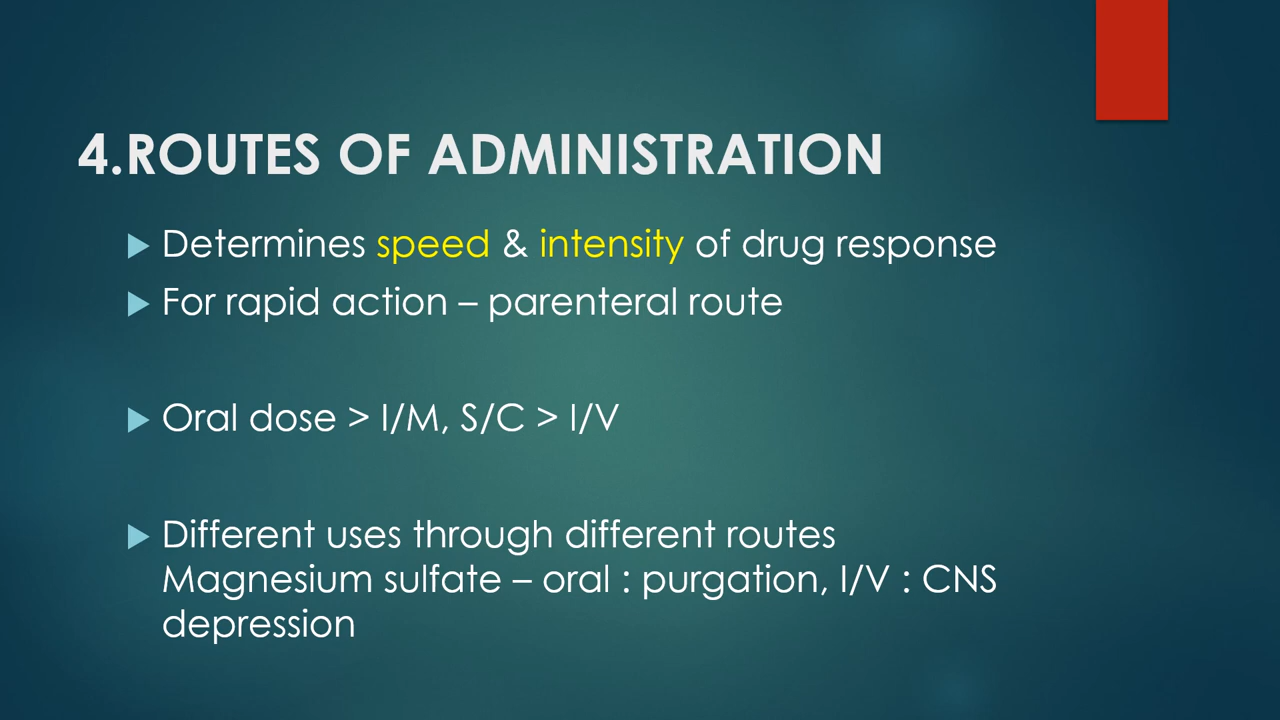 4.ROUTES OF ADMINISTRATION
Determines speed & intensity of drug response
For rapid action – parenteral route
Oral dose > I/M, S/C > I/V
Different uses through different routes
Magnesium sulfate – oral : purgation, I/V : CNS
depression